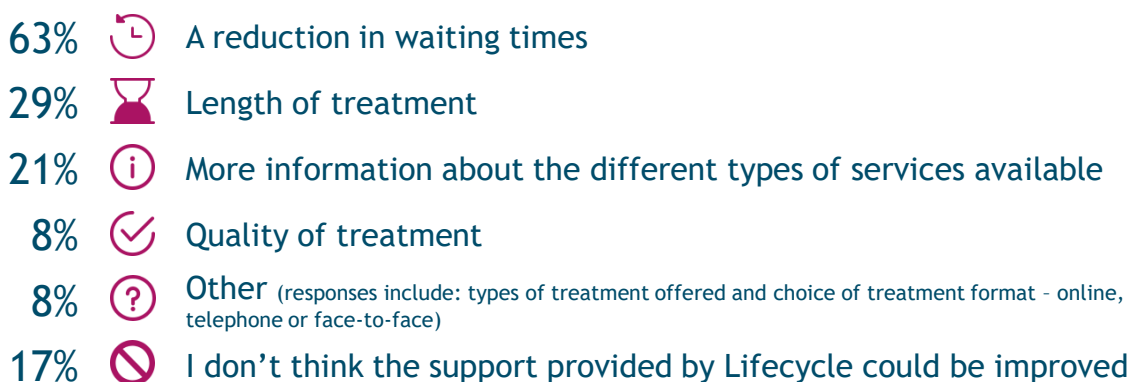 63% A reduction in waiting times
29% Length of treatment
21% More information about the different types of services available
8% Quality of treatment
8% Other (responses include: types of treatment offered and choice of treatment format – online,
telephone or face-to-face)
17% I don't think the support provided by Lifecycle could be improved